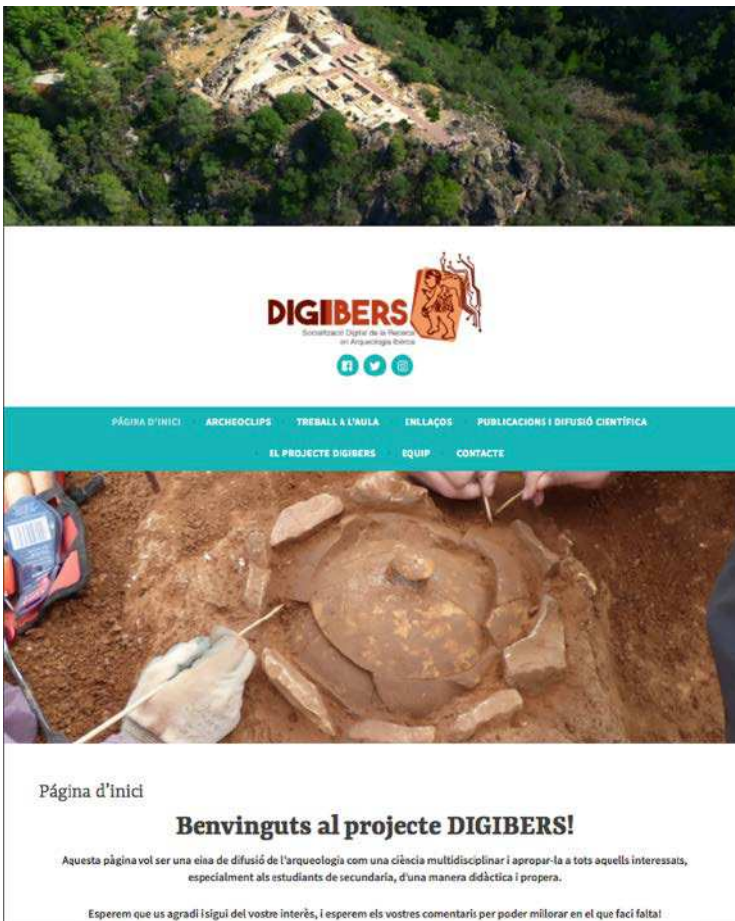 DIGIBERS
Socialització Digital de la Recerca
en Arqueologia Ibèrica
PÁGINA D'INICI ARCHEOCLIPS TREBALL A L'AULA ENLLAÇOS PUBLICACIONS I DIFUSIÓ CIENTÍFICA
EL PROJECTE DIGIBERS EQUIP CONTACTE
Página d'inici
Benvinguts al projecte DIGIBERS!
Aquesta pàgina vol ser una eina de difusió de l'arqueologia com una ciència multidisciplinar i apropar-la a tots aquells interessats,
especialment als estudiants de secundaria, d'una manera didàctica i propera.
Esperem que us agradi i sigui del vostre interès, i esperem els vostres comentaris per poder millorar en el que faci falta!